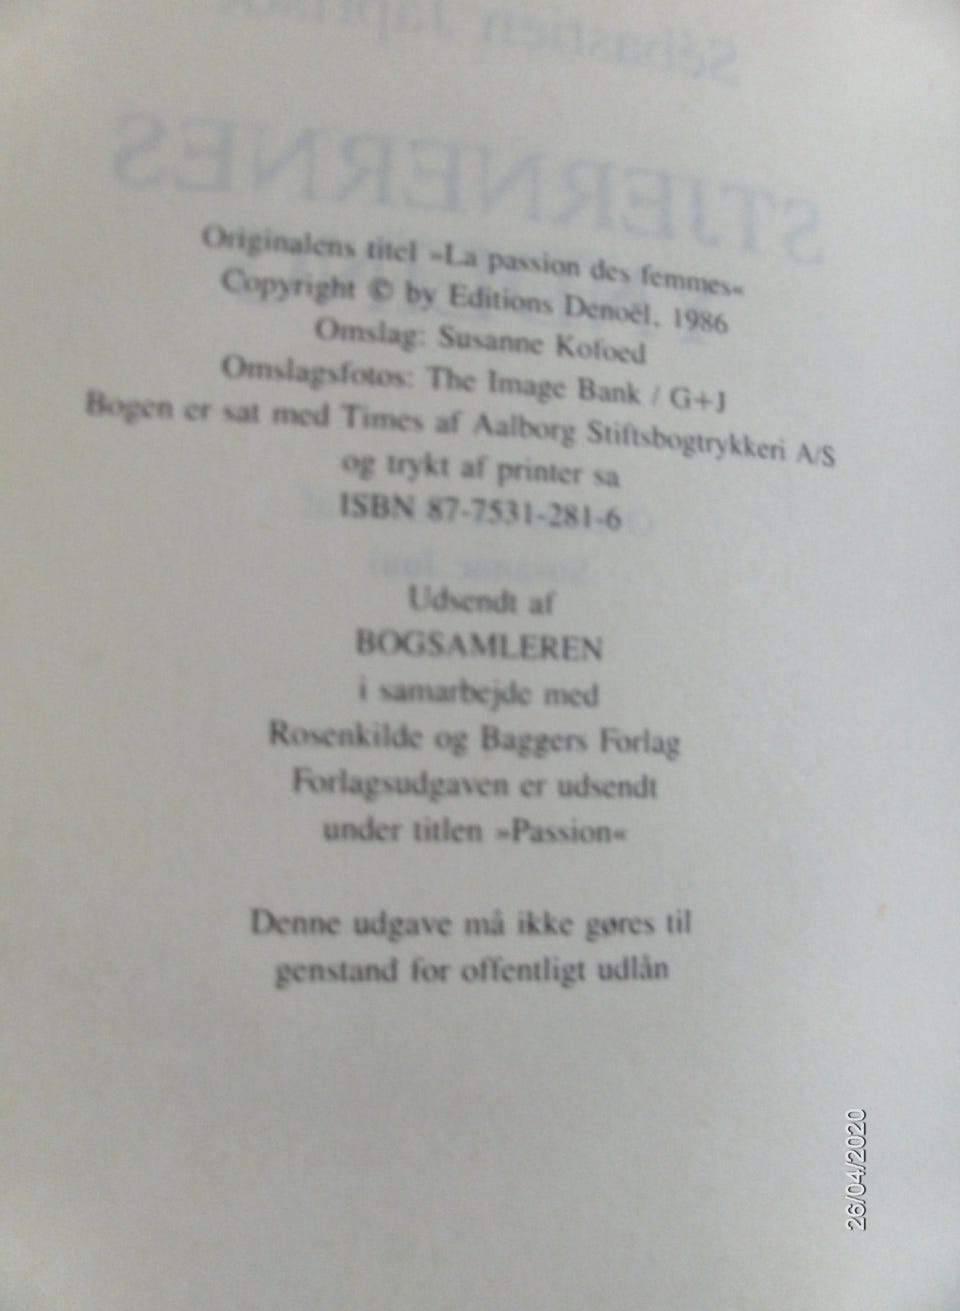 Sébastien Japrisot
STJERNERNES
Originalens titel »La passion des femmes«
Copyright © by Editions Denoël, 1986
Omslag: Susanne Kofoed
Omslagsfotos: The Image Bank / G+J
Bogen er sat med Times af Aalborg Stiftsbogtrykkeri A/S
og trykt af printer sa
ISBN 87-7531-281-6
Udsendt af
BOGSAMLEREN
i samarbejde med
Rosenkilde og Baggers Forlag
Forlagsudgaven er udsendt
under titlen »Passion«
Denne udgave må ikke gøres til
genstand for offentligt udlån
26/04/2020